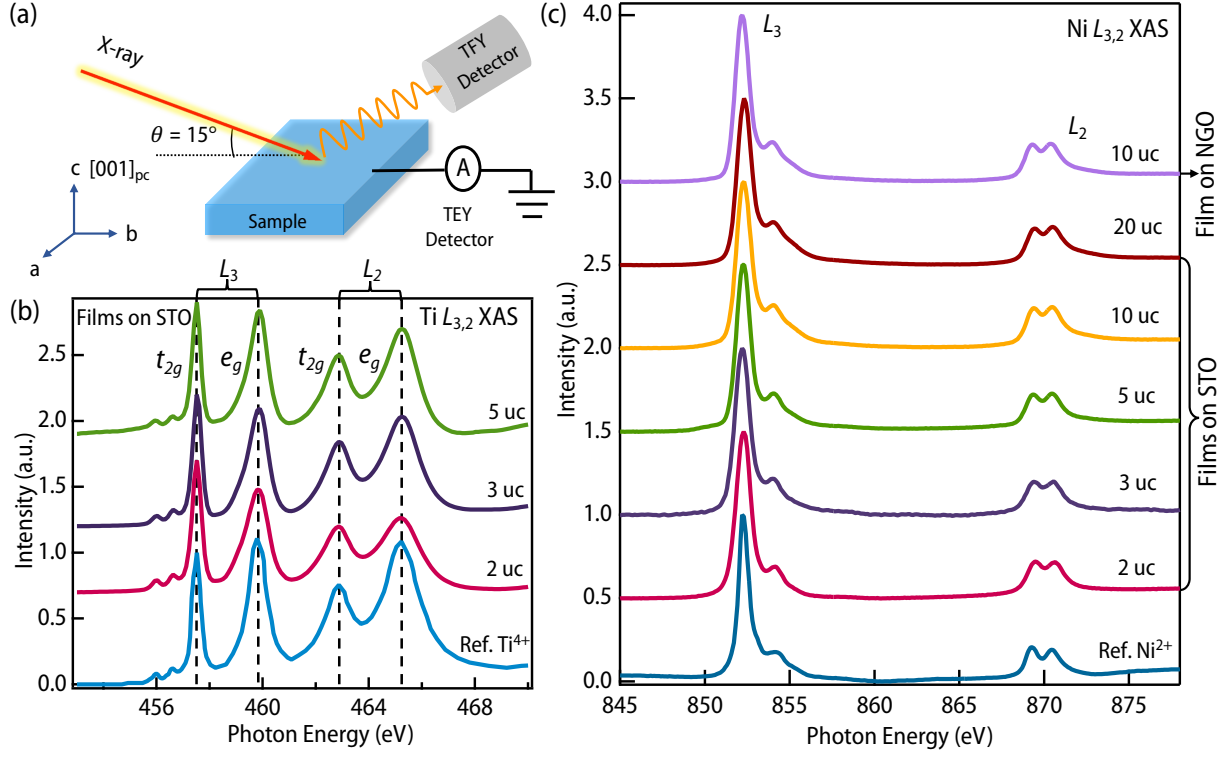 (a)
X-ray
θ = 15°
TFY
Detector
c [001]pc
b
a
Sample
A
TEY
Detector
(b)
L3
L2
Films on STO
Ti L3,2 XAS
t2g
eg
t2g
eg
5 uc
3 uc
2 uc
Ref. Ti4+
2.5
2.0
1.5
1.0
0.5
0.0
Intensity (a.u.)
456
460
464
468
Photon Energy (eV)
(c)
L3
Ni L3,2 XAS
L2
10 uc
20 uc
10 uc
5 uc
3 uc
2 uc
Ref. Ni2+
Film on NGO
Films on STO
4.0
3.5
3.0
2.5
2.0
1.5
1.0
0.5
0.0
Intensity (a.u.)
845
850
855
860
865
870
875
Photon Energy (eV)